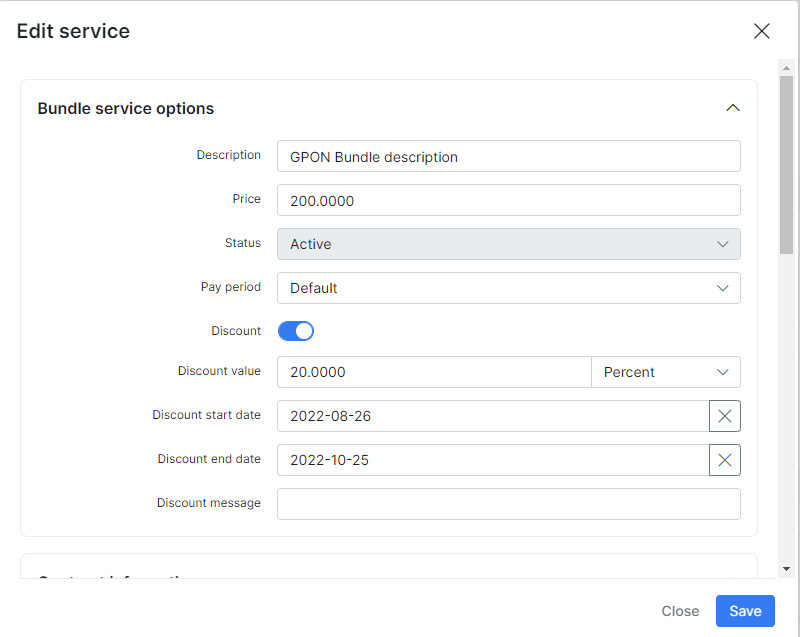 Edit service
Bundle service options
Description GPON Bundle description
Price 200.0000
Status Active
Pay period Default
Discount
Discount value 20.0000 Percent
Discount start date 2022-08-26
Discount end date 2022-10-25
Discount message
Close Save